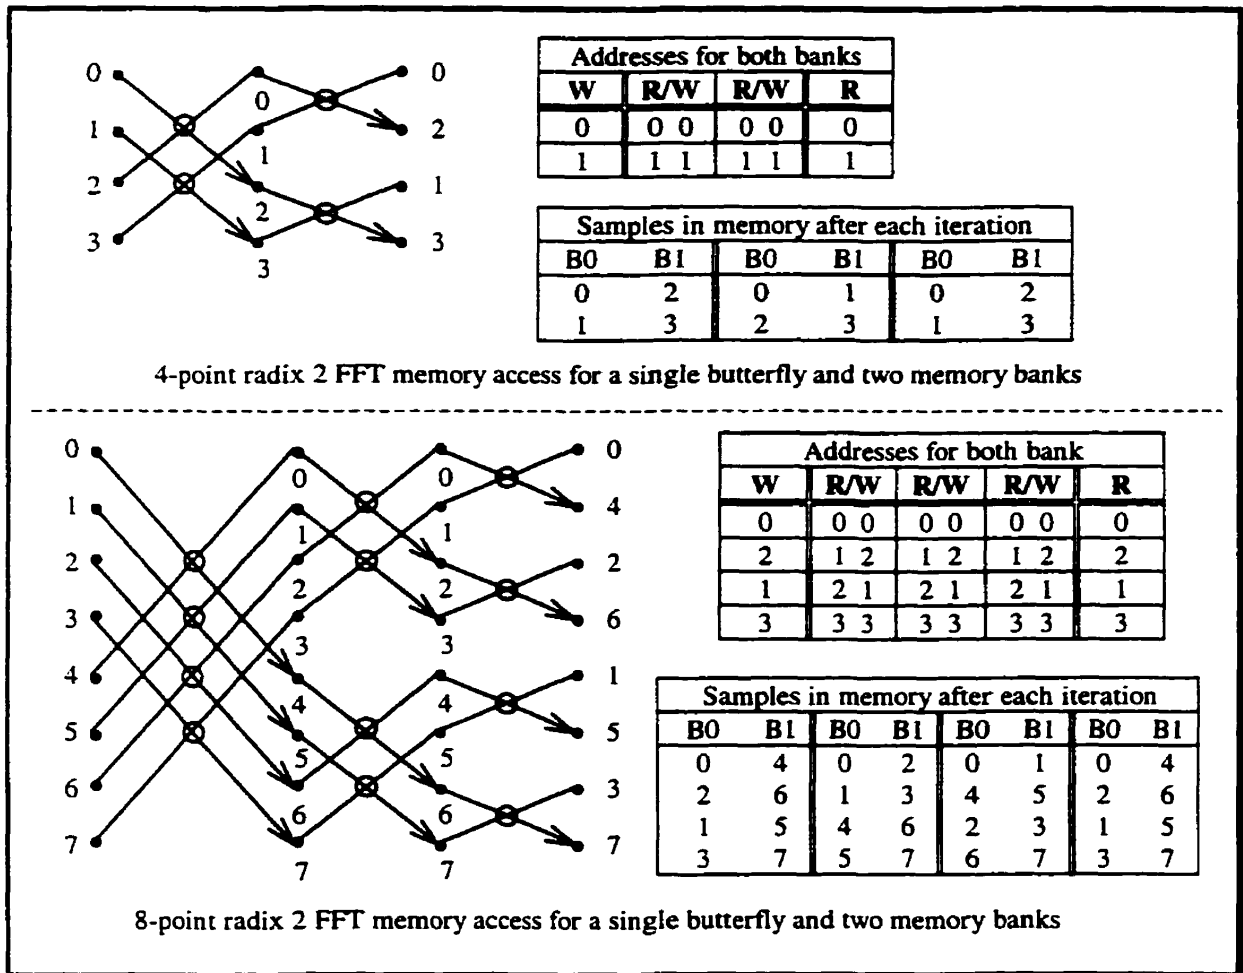 0
1
2
3
0
1
2
3
0
2
1
3
Addresses for both banks
W R/W R/W R
0 0 0 0 0 0
1 1 1 1 1 1
Samples in memory after each iteration
B0 B1 B0 B1 B0 B1
0 2 0 1 0 2
1 3 2 3 1 3
4-point radix 2 FFT memory access for a single butterfly and two memory banks
0
1
2
3
4
5
6
7
0
1
2
3
4
5
6
7
0
1
2
3
4
5
6
7
0
4
2
6
1
5
3
7
Addresses for both bank
W R/W R/W R/W R
0 0 0 0 0 0 0 0
2 1 2 1 2 1 2 2
1 2 1 2 1 2 1 1
3 3 3 3 3 3 3 3
Samples in memory after each iteration
B0 B1 B0 B1 B0 B1 B0 B1
0 4 0 2 0 1 0 4
2 6 1 3 4 5 2 6
1 5 4 6 2 3 1 5
3 7 5 7 6 7 3 7
8-point radix 2 FFT memory access for a single butterfly and two memory banks